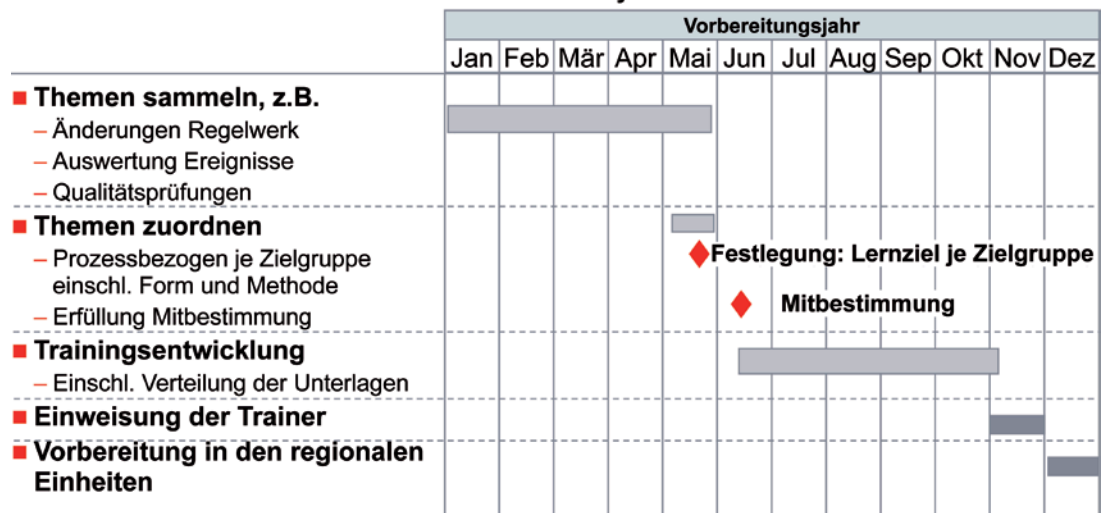 Vorbereitungsjahr
Jan Feb Mär Apr Mai Jun Jul Aug Sep Okt Nov Dez
Themen sammeln, z.B.
– Änderungen Regelwerk
– Auswertung Ereignisse
– Qualitätsprüfungen
Themen zuordnen
– Prozessbezogen je Zielgruppe
einschl. Form und Methode
– Erfüllung Mitbestimmung
Festlegung: Lernziel je Zielgruppe
Mitbestimmung
Trainingsentwicklung
– Einschl. Verteilung der Unterlagen
Einweisung der Trainer
Vorbereitung in den regionalen
Einheiten